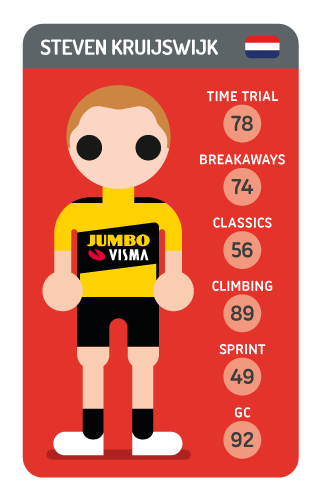 STEVEN KRUIJSWIJK
TIME TRIAL
78
BREAKAWAYS
74
CLASSICS
56
CLIMBING
89
SPRINT
49
GC
92
JUMBO
VISMA